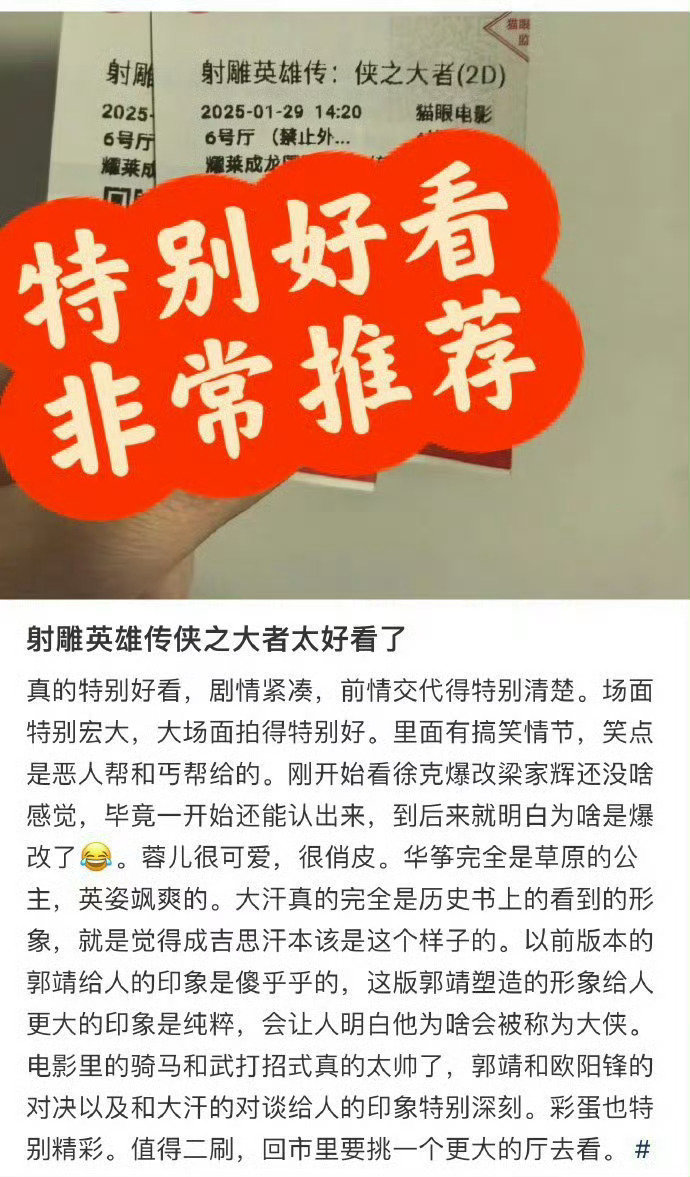 猫眼
监
射雕
射雕英雄传：侠之大者(2D)
2025-
2025-01-29 14:20
猫眼电影
6号厅
6号厅 （禁止外...
耀莱成
耀莱成龙
特别好看
非常推荐
射雕英雄传侠之大者太好看了
真的特别好看，剧情紧凑，前情交代得特别清楚。场面
特别宏大，大场面拍得特别好。里面有搞笑情节，笑点
是恶人帮和丐帮给的。刚开始看徐克爆改梁家辉还没啥
感觉，毕竟一开始还能认出来，到后来就明白为啥是爆
改了😂。蓉儿很可爱，很俏皮。华筝完全是草原的公
主，英姿飒爽的。大汗真的完全是历史书上的看到的形
象，就是觉得成吉思汗本该是这个样子的。以前版本的
郭靖给人的印象是傻乎乎的，这版郭靖塑造的形象给人
更大的印象是纯粹，会让人明白他为啥会被称为大侠。
电影里的骑马和武打招式真的太帅了，郭靖和欧阳锋的
对决以及和大汗的对谈给人的印象特别深刻。彩蛋也特
别精彩。值得二刷，回市里要挑一个更大的厅去看。 #